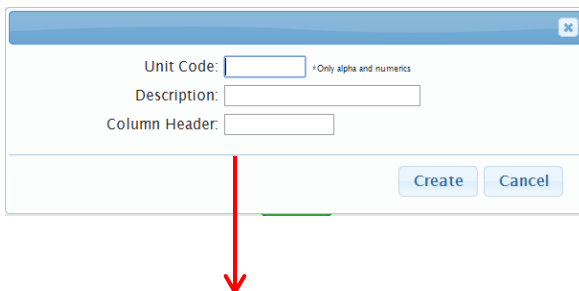 Unit Code: *Only alpha and numerics
Description:
Column Header:
Create Cancel